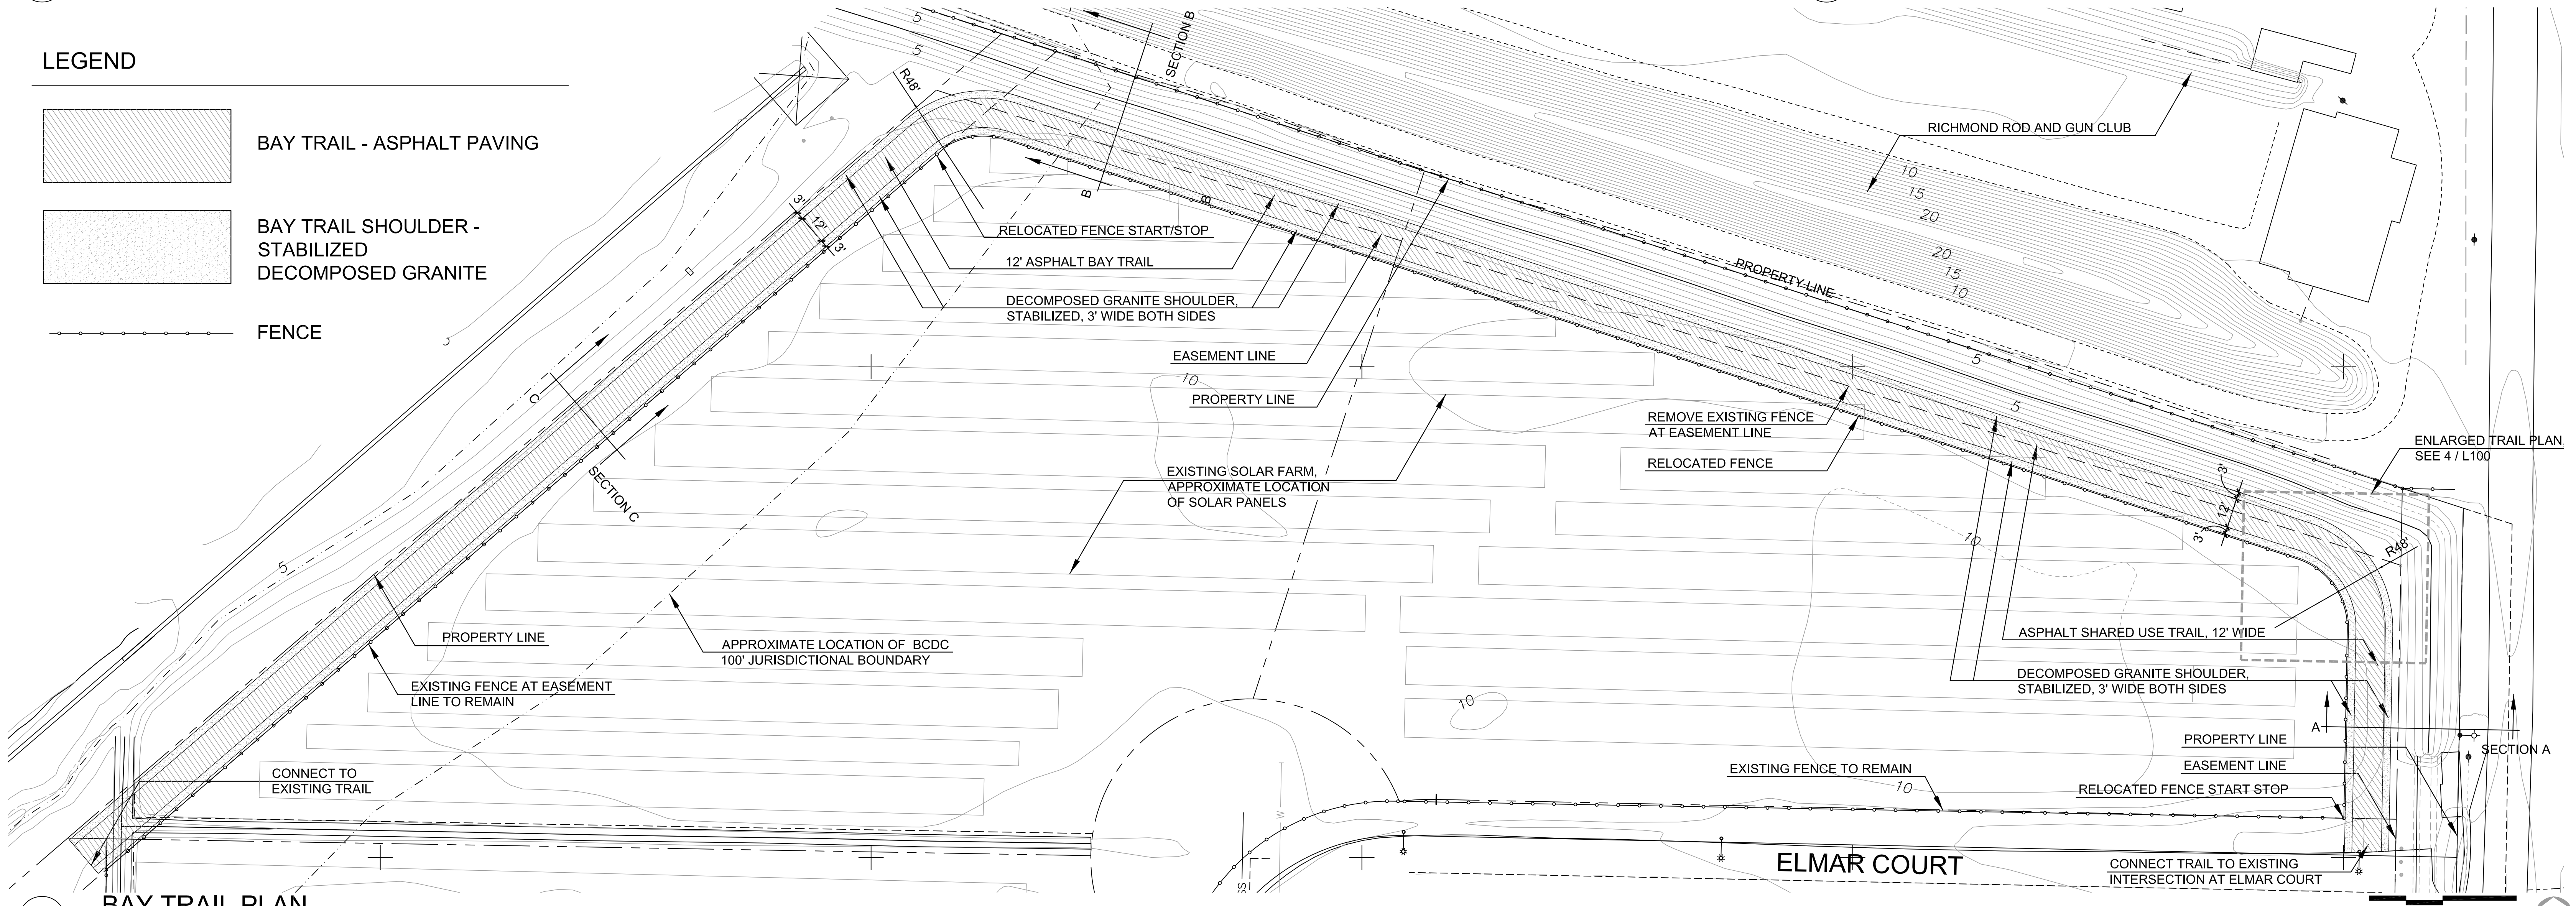 LEGEND
BAY TRAIL - ASPHALT PAVING
BAY TRAIL SHOULDER -
STABILIZED
DECOMPOSED GRANITE
FENCE
5
5
R48'
SECTION B
B
B
RICHMOND ROD AND GUN CLUB
10
15
20
20
15
10
3'
12'
3'
RELOCATED FENCE START/STOP
12' ASPHALT BAY TRAIL
DECOMPOSED GRANITE SHOULDER,
STABILIZED, 3' WIDE BOTH SIDES
EASEMENT LINE
PROPERTY LINE
PROPERTY LINE
5
5
10
C
SECTION C
5
REMOVE EXISTING FENCE
AT EASEMENT LINE
RELOCATED FENCE
ENLARGED TRAIL PLAN
SEE 4 / L100
EXISTING SOLAR FARM,
APPROXIMATE LOCATION
OF SOLAR PANELS
3'
12'
3'
R48'
10
PROPERTY LINE
APPROXIMATE LOCATION OF BCDC
100' JURISDICTIONAL BOUNDARY
EXISTING FENCE AT EASEMENT
LINE TO REMAIN
ASPHALT SHARED USE TRAIL, 12' WIDE
DECOMPOSED GRANITE SHOULDER,
STABILIZED, 3' WIDE BOTH SIDES
10
A
SECTION A
PROPERTY LINE
EASEMENT LINE
RELOCATED FENCE START STOP
CONNECT TO
EXISTING TRAIL
EXISTING FENCE TO REMAIN
10
W
SS
ELMAR COURT
CONNECT TRAIL TO EXISTING
INTERSECTION AT ELMAR COURT
BAY TRAIL PLAN